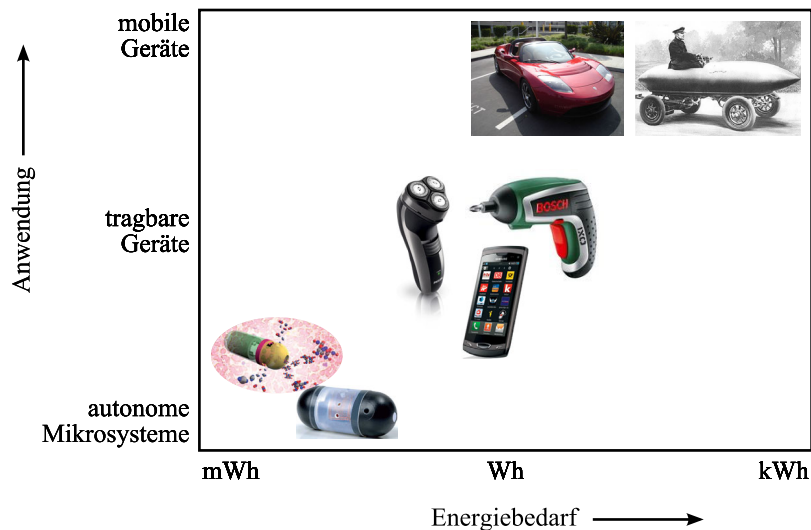 mobile
Geräte
Anwendung
tragbare
Geräte
BOSCH
IXO
autonome
Mikrosysteme
mWh
Wh
kWh
Energiebedarf